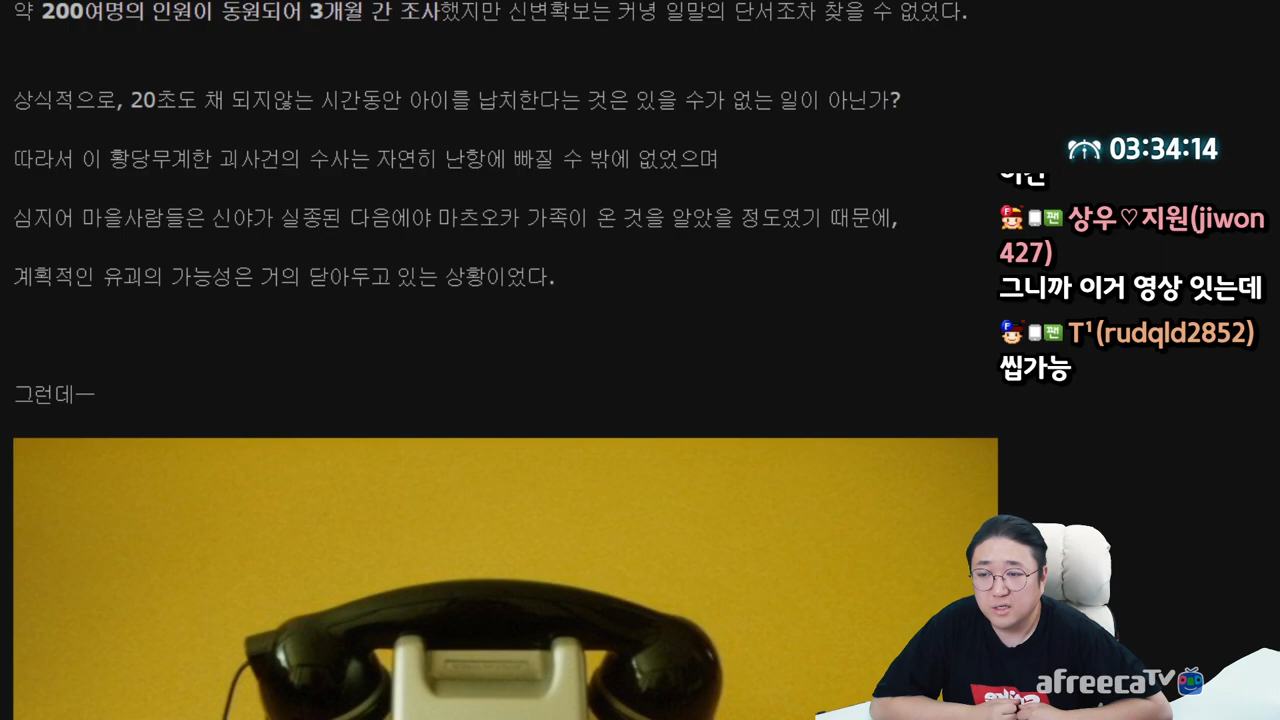 약 200여명의 인원이 동원되어 3개월 간 조사했지만 신변확보는 커녕 일말의 단서조차 찾을 수 없었다.
상식적으로, 20초도 채 되지않는 시간동안 아이를 납치한다는 것은 있을 수가 없는 일이 아닌가?
따라서 이 황당무계한 괴사건의 수사는 자연히 난항에 빠질 수 밖에 없었으며
심지어 마을사람들은 신야가 실종된 다음에야 마츠오카 가족이 온 것을 알았을 정도였기 때문에,
계획적인 유괴의 가능성은 거의 닫아두고 있는 상황이었다.
그런데—
03:34:14
팬 상우♡지원(jiwon
427)
그니까 이거 영상 잇는데
팬 T¹(rudqld2852)
씹가능
afreecaTV